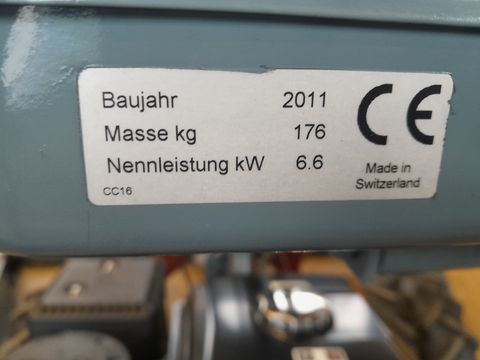 Baujahr 2011
Masse kg 176
Nennleistung kW 6.6
CC16
CE
Made in
Switzerland